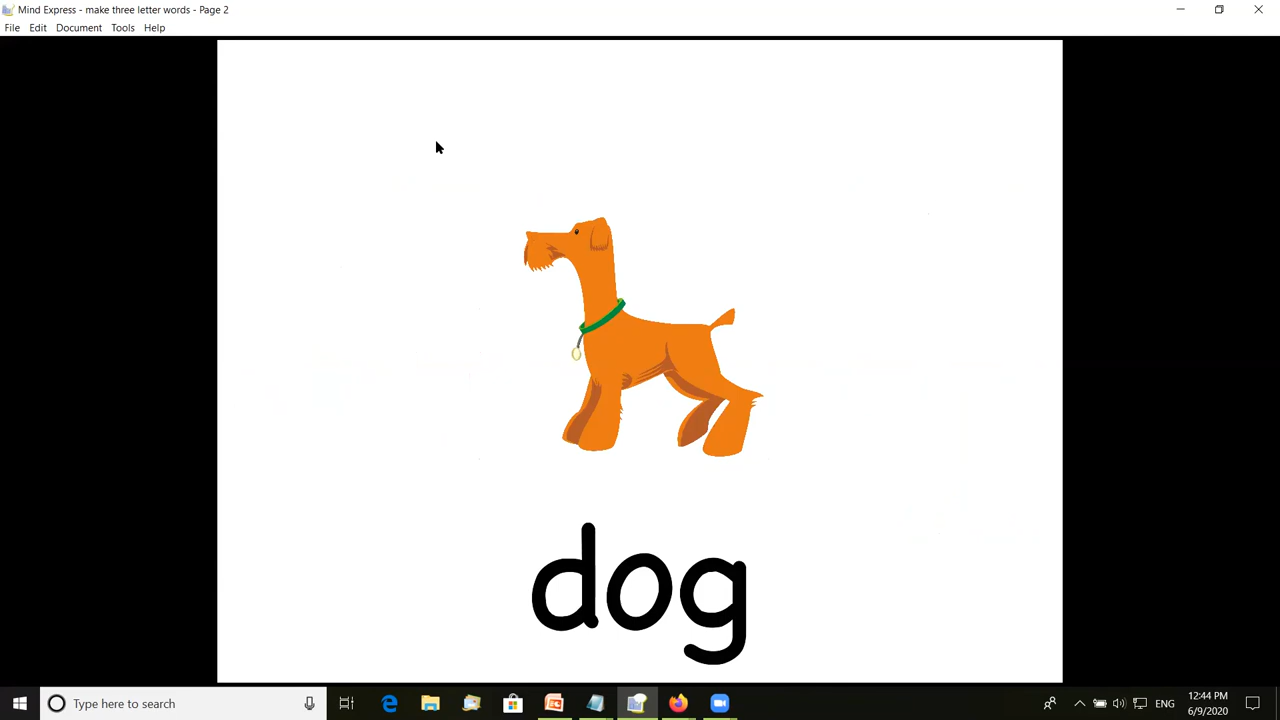 Mind Express - make three letter words - Page 2
File Edit Document Tools Help
dog
Type here to search
ENG
12:44 PM
6/9/2020